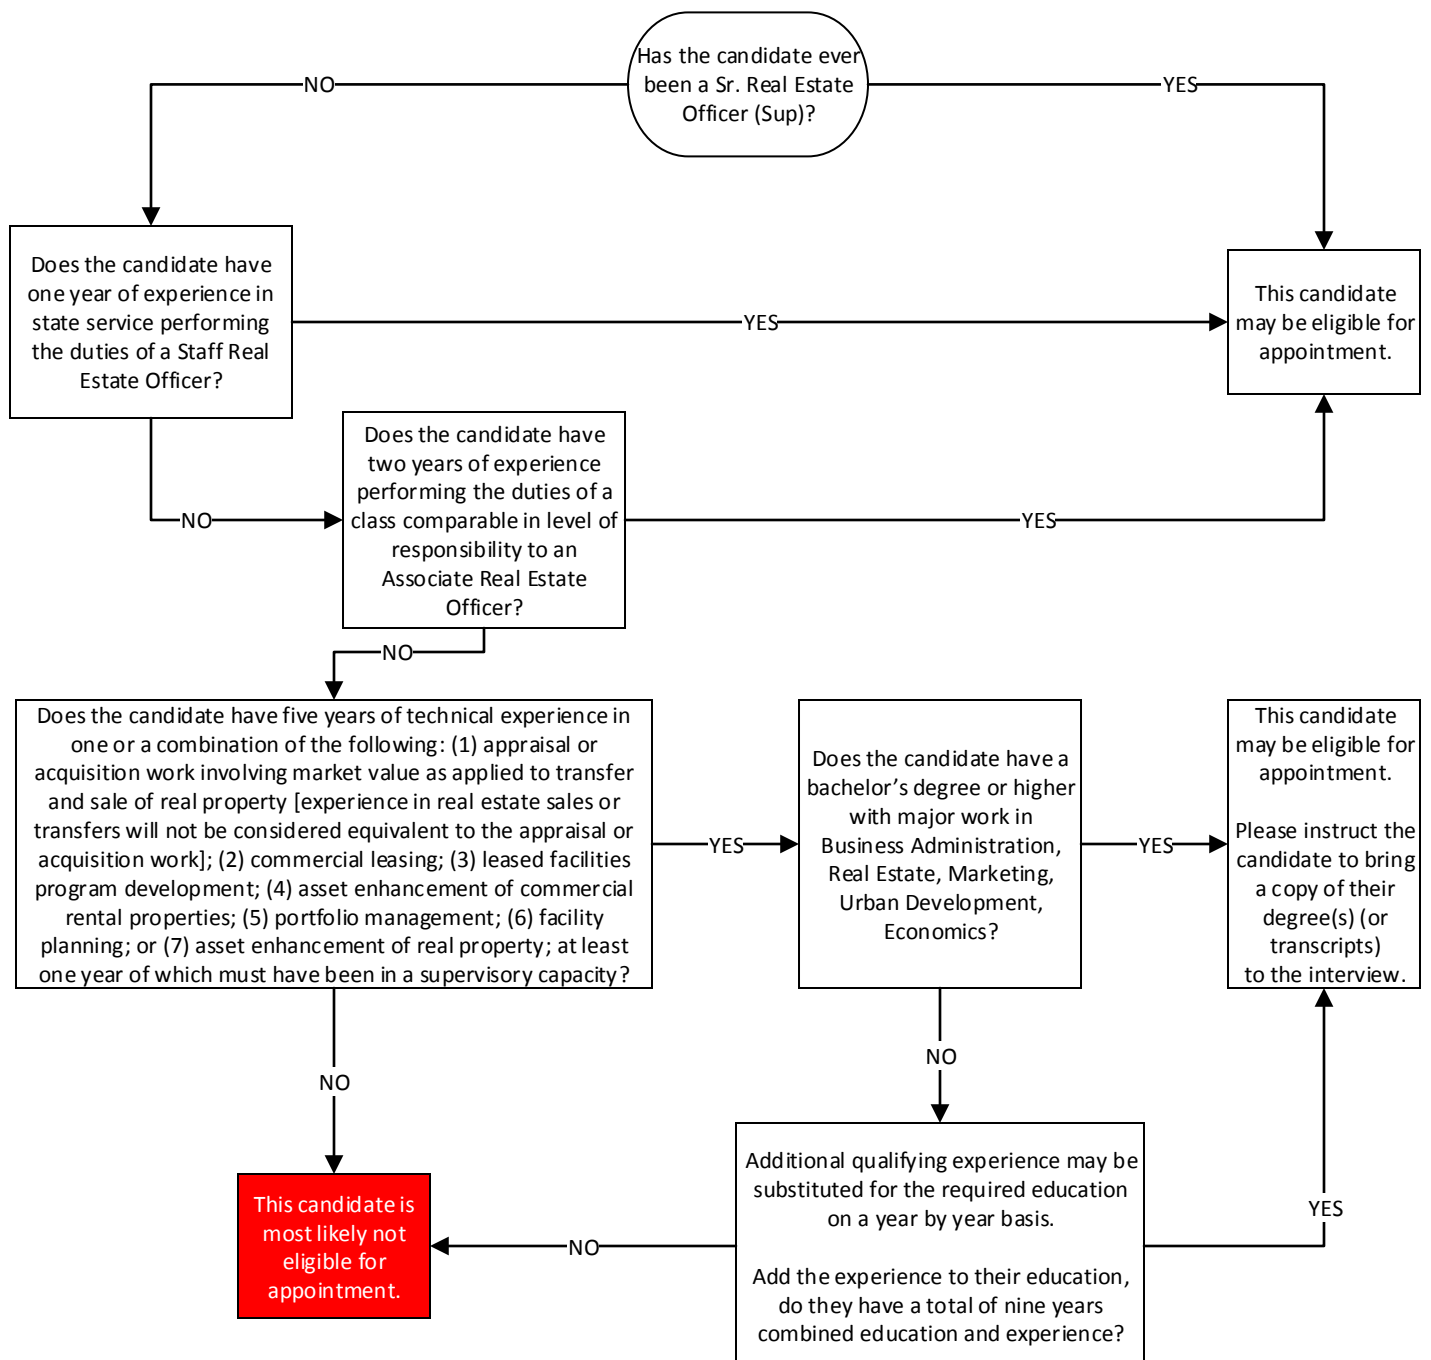 Has the candidate ever
been a Sr. Real Estate
Officer (Sup)?
NO
YES
Does the candidate have
one year of experience in
state service performing
the duties of a Staff Real
Estate Officer?
YES
This candidate
may be eligible for
appointment.
NO
Does the candidate have
two years of experience
performing the duties of a
class comparable in level of
responsibility to an
Associate Real Estate
Officer?
YES
NO
Does the candidate have five years of technical experience in
one or a combination of the following: (1) appraisal or
acquisition work involving market value as applied to transfer
and sale of real property [experience in real estate sales or
transfers will not be considered equivalent to the appraisal or
acquisition work]; (2) commercial leasing; (3) leased facilities
program development; (4) asset enhancement of commercial
rental properties; (5) portfolio management; (6) facility
planning; or (7) asset enhancement of real property; at least
one year of which must have been in a supervisory capacity?
YES
Does the candidate have a
bachelor’s degree or higher
with major work in
Business Administration,
Real Estate, Marketing,
Urban Development,
Economics?
YES
This candidate
may be eligible for
appointment.
Please instruct the
candidate to bring
a copy of their
degree(s) (or
transcripts)
to the interview.
NO
NO
This candidate is
most likely not
eligible for
appointment.
NO
Additional qualifying experience may be
substituted for the required education
on a year by year basis.
Add the experience to their education,
do they have a total of nine years
combined education and experience?
YES